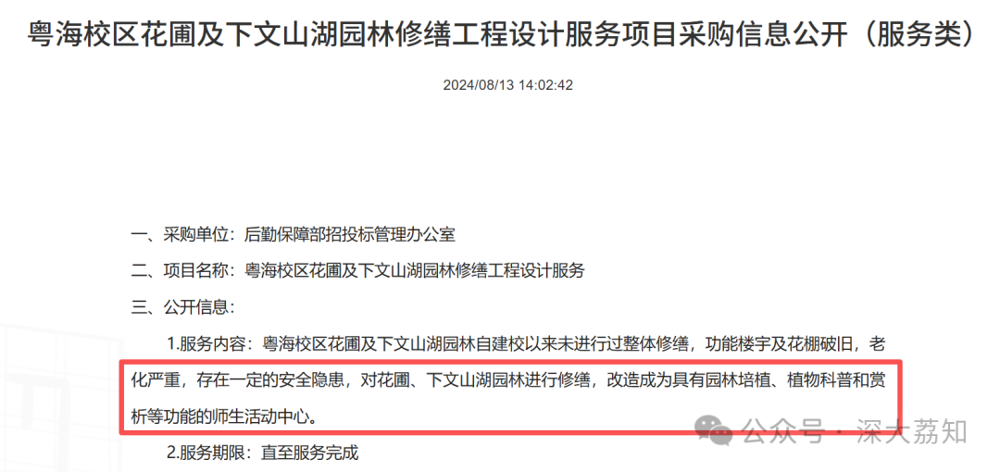 粤海校区花圃及下文山湖园林修缮工程设计服务项目采购信息公开（服务类）
2024/08/13 14:02:42
一、采购单位：后勤保障部招投标管理办公室
二、项目名称：粤海校区花圃及下文山湖园林修缮工程设计服务
三、公开信息：
1.服务内容：粤海校区花圃及下文山湖园林自建校以来未进行过整体修缮，功能楼宇及花棚破旧，老
化严重，存在一定的安全隐患，对花圃、下文山湖园林进行修缮，改造成为具有园林培植、植物科普和赏
析等功能的师生活动中心。
公众号 · 深大荔知
2.服务期限：直至服务完成